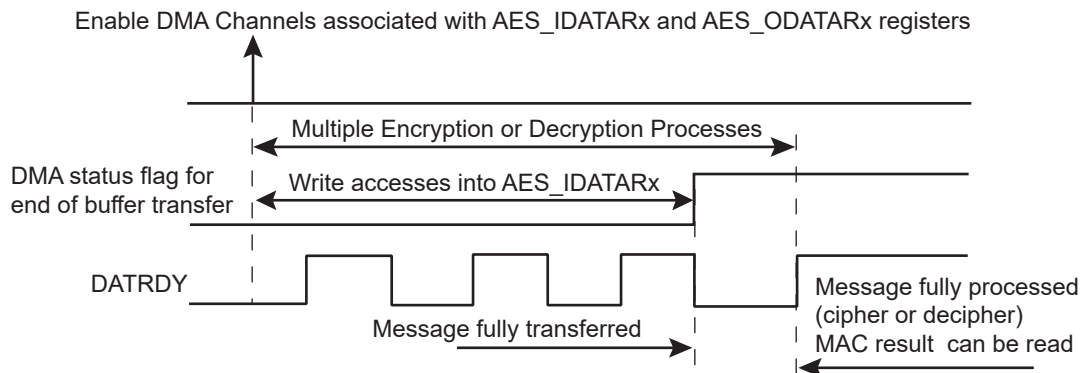 Enable DMA Channels associated with AES_IDATARx and AES_ODATARx registers
Multiple Encryption or Decryption Processes
DMA status flag for
end of buffer transfer
Write accesses into AES_IDATARx
DATRDY
Message fully transferred
Message fully processed
(cipher or decipher)
MAC result can be read